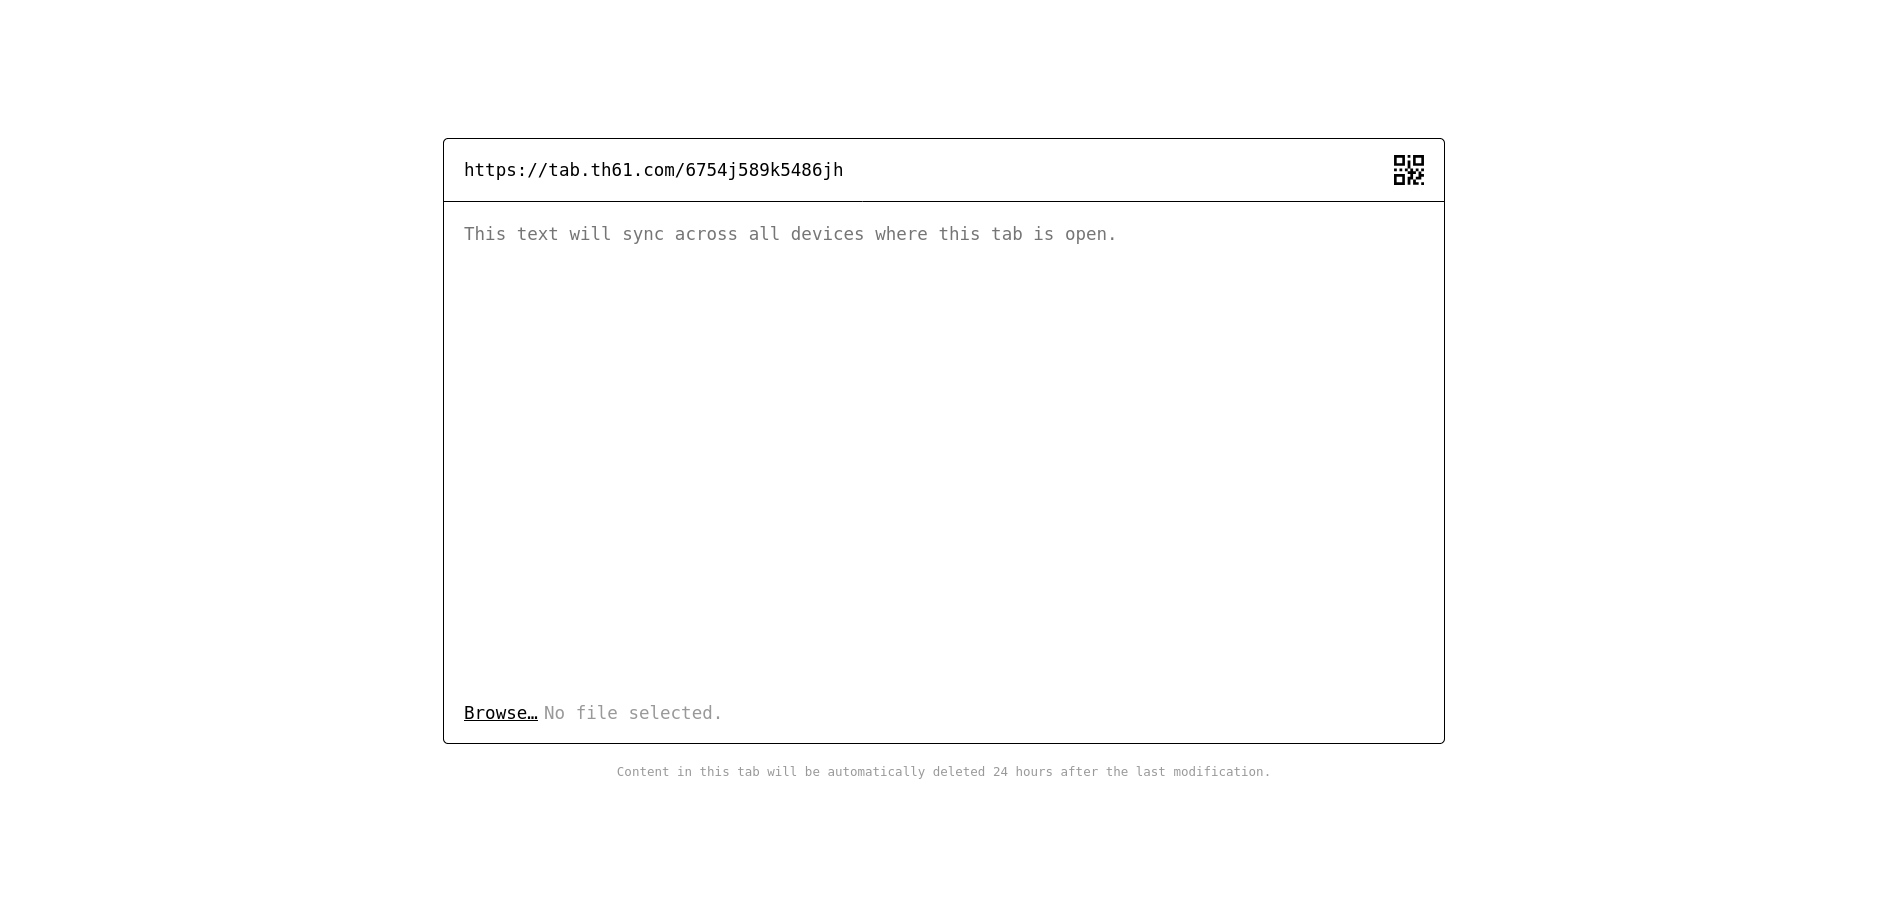 https://tab.th61.com/6754j589k5486jh
This text will sync across all devices where this tab is open.
Browse… No file selected.
Content in this tab will be automatically deleted 24 hours after the last modification.